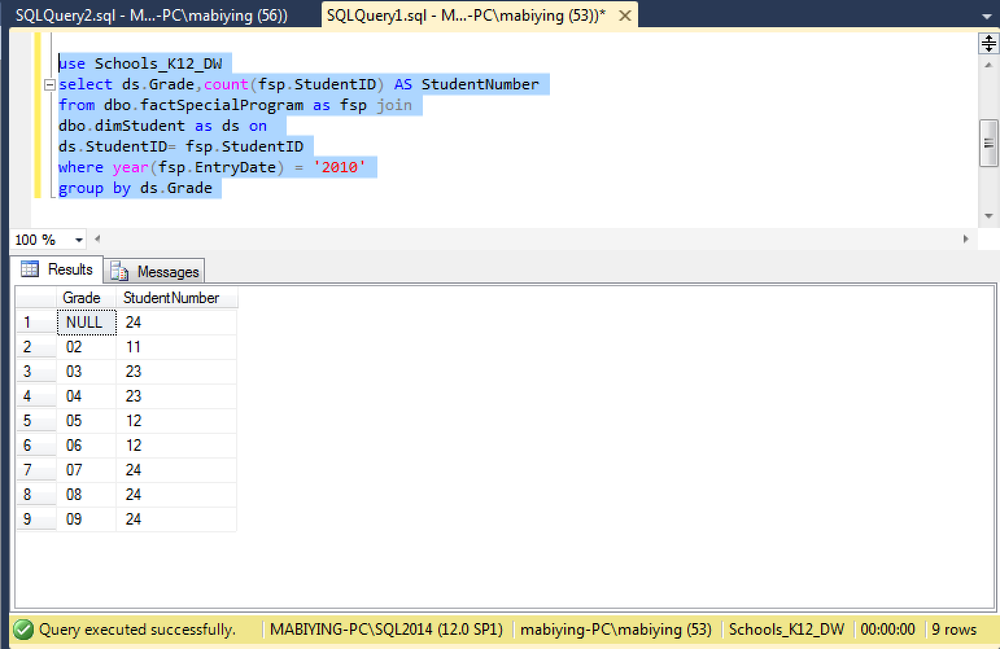 SQLQuery2.sql - M...-PC\mabiying (56))
SQLQuery1.sql - M...-PC\mabiying (53))*
use Schools_K12_DW
select ds.Grade,count(fsp.StudentID) AS StudentNumber
from dbo.factSpecialProgram as fsp join
dbo.dimStudent as ds on
ds.StudentID= fsp.StudentID
where year(fsp.EntryDate) = '2010'
group by ds.Grade
100 %
Results Messages
Grade StudentNumber
1 NULL 24
2 02 11
3 03 23
4 04 23
5 05 12
6 06 12
7 07 24
8 08 24
9 09 24
Query executed successfully. MABIYING-PC\SQL2014 (12.0 SP1) mabiying-PC\mabiying (53) Schools_K12_DW 00:00:00 9 rows